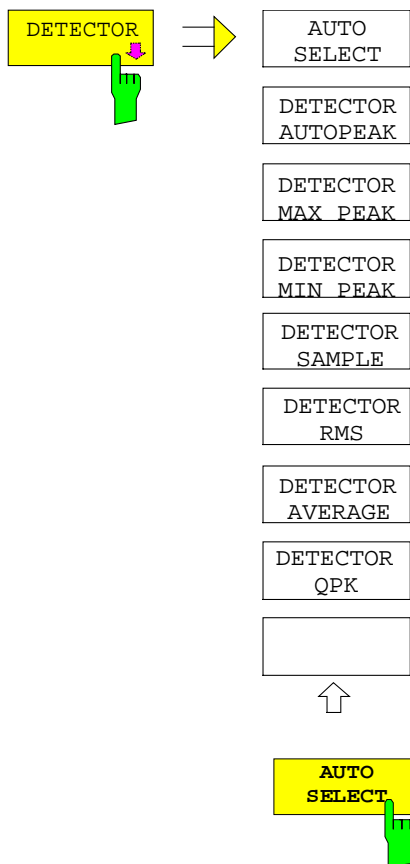 DETECTOR
AUTO
SELECT
DETECTOR
AUTOPEAK
DETECTOR
MAX PEAK
DETECTOR
MIN PEAK
DETECTOR
SAMPLE
DETECTOR
RMS
DETECTOR
AVERAGE
DETECTOR
QPK
AUTO
SELECT